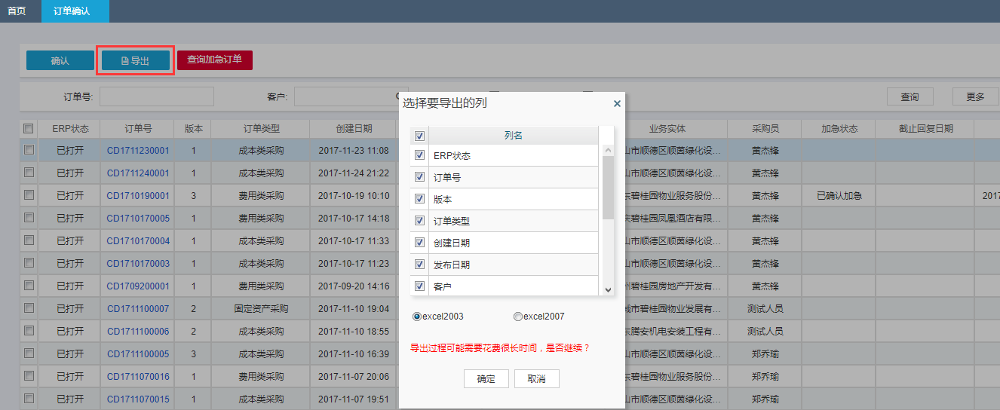 首页 订单确认
确认 导出 查询加急订单
订单号: 客户: 查询 更多
选择要导出的列
ERP状态 订单号 版本 订单类型 创建日期 业务实体 采购员 加急状态 截止回复日期
列名
已打开 CD1711230001 1 成本类采购 2017-11-23 11:08 山市顺德区顺茵绿化设... 黄杰锋
ERP状态
已打开 CD1711240001 1 成本类采购 2017-11-24 21:22 山市顺德区顺茵绿化设... 黄杰锋
订单号
已打开 CD1710190001 3 费用类采购 2017-10-19 10:10 碧桂园物业服务股份... 黄杰锋 已确认加急 2017
版本
已打开 CD1710170005 1 费用类采购 2017-10-17 14:18 碧桂园凤凰酒店有限... 黄杰锋
订单类型
已打开 CD1710170004 1 成本类采购 2017-10-17 11:33 山市顺德区顺茵绿化设... 黄杰锋
创建日期
已打开 CD1710170003 1 成本类采购 2017-10-17 11:23 山市顺德区顺茵绿化设... 黄杰锋
发布日期
已打开 CD1709200001 1 费用类采购 2017-09-20 14:16 碧桂园房地产开发有... 黄杰锋
客户
已打开 CD1711100007 2 固定资产采购 2017-11-10 19:04 城市碧桂园物业发展有... 测试人员
excel2003 excel2007
已打开 CD1711100006 2 成本类采购 2017-11-10 18:55 腾安机电安装工程有... 测试人员
导出过程可能需要花费很长时间，是否继续？
已打开 CD1711100005 3 成本类采购 2017-11-10 16:39 山市顺德区顺茵绿化设... 郑乔瑜
已打开 CD1711070016 1 费用类采购 2017-11-07 20:06 碧桂园物业服务股份... 郑乔瑜
确定 取消
已打开 CD1711070015 1 成本类采购 2017-11-07 19:51 山市顺德区顺茵绿化设... 郑乔瑜